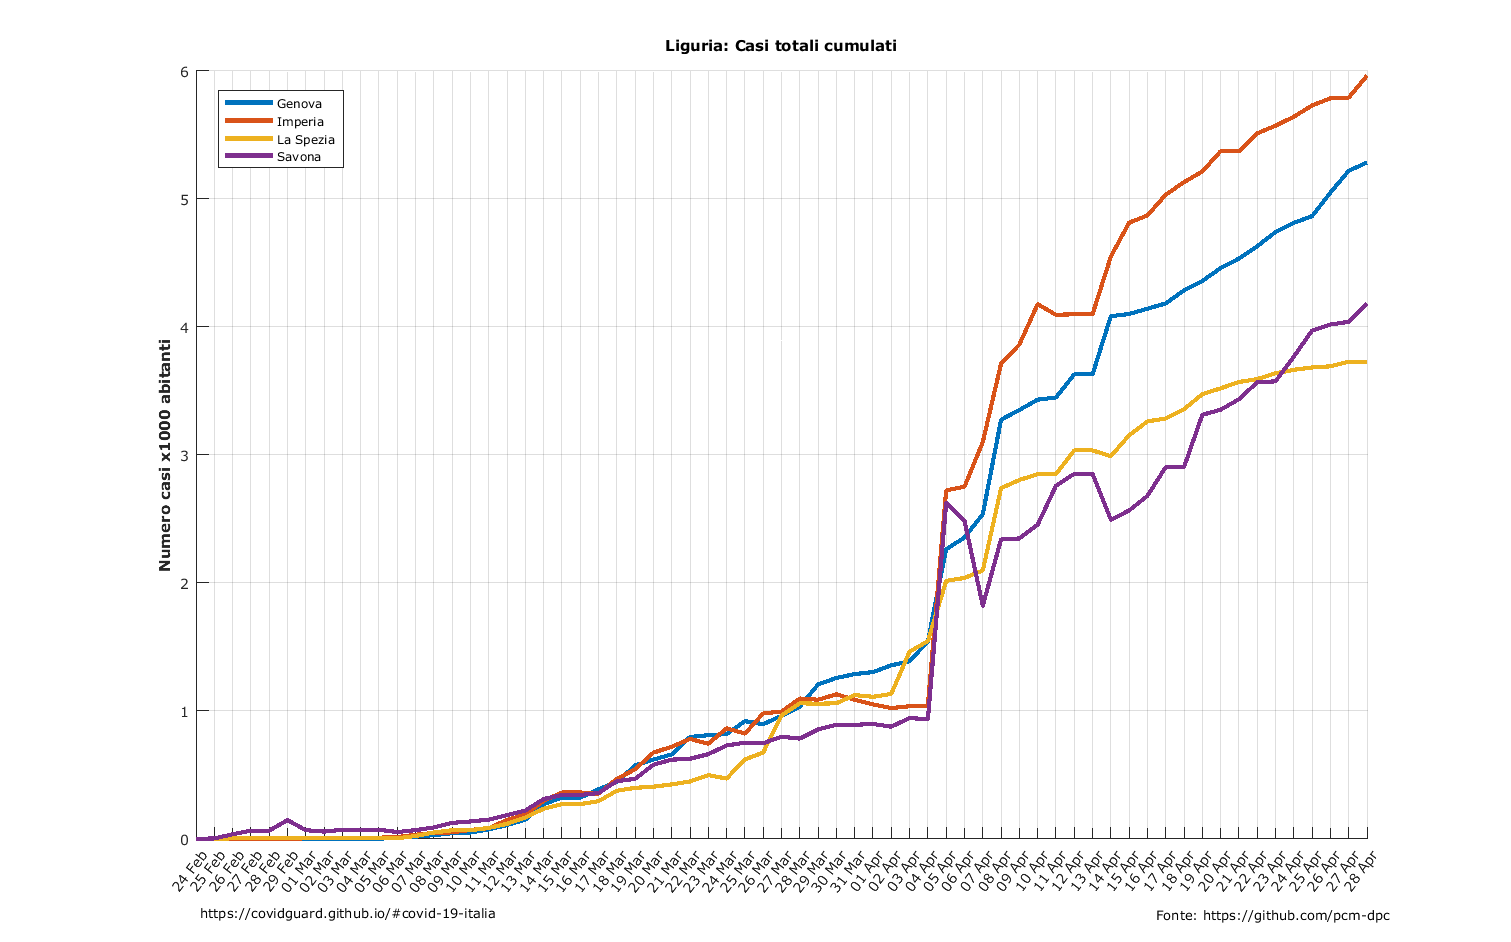 Liguria: Casi totali cumulati
Numero casi x1000 abitanti
6
5
4
3
2
1
0
Genova
Imperia
La Spezia
Savona
24 Feb
25 Feb
26 Feb
27 Feb
28 Feb
29 Feb
01 Mar
02 Mar
03 Mar
04 Mar
05 Mar
06 Mar
07 Mar
08 Mar
09 Mar
10 Mar
11 Mar
12 Mar
13 Mar
14 Mar
15 Mar
16 Mar
17 Mar
18 Mar
19 Mar
20 Mar
21 Mar
22 Mar
23 Mar
24 Mar
25 Mar
26 Mar
27 Mar
28 Mar
29 Mar
30 Mar
31 Mar
01 Apr
02 Apr
03 Apr
04 Apr
05 Apr
06 Apr
07 Apr
08 Apr
09 Apr
10 Apr
11 Apr
12 Apr
13 Apr
14 Apr
15 Apr
16 Apr
17 Apr
18 Apr
19 Apr
20 Apr
21 Apr
22 Apr
23 Apr
24 Apr
25 Apr
26 Apr
27 Apr
28 Apr
https://covidguard.github.io/#covid-19-italia
Fonte: https://github.com/pcm-dpc